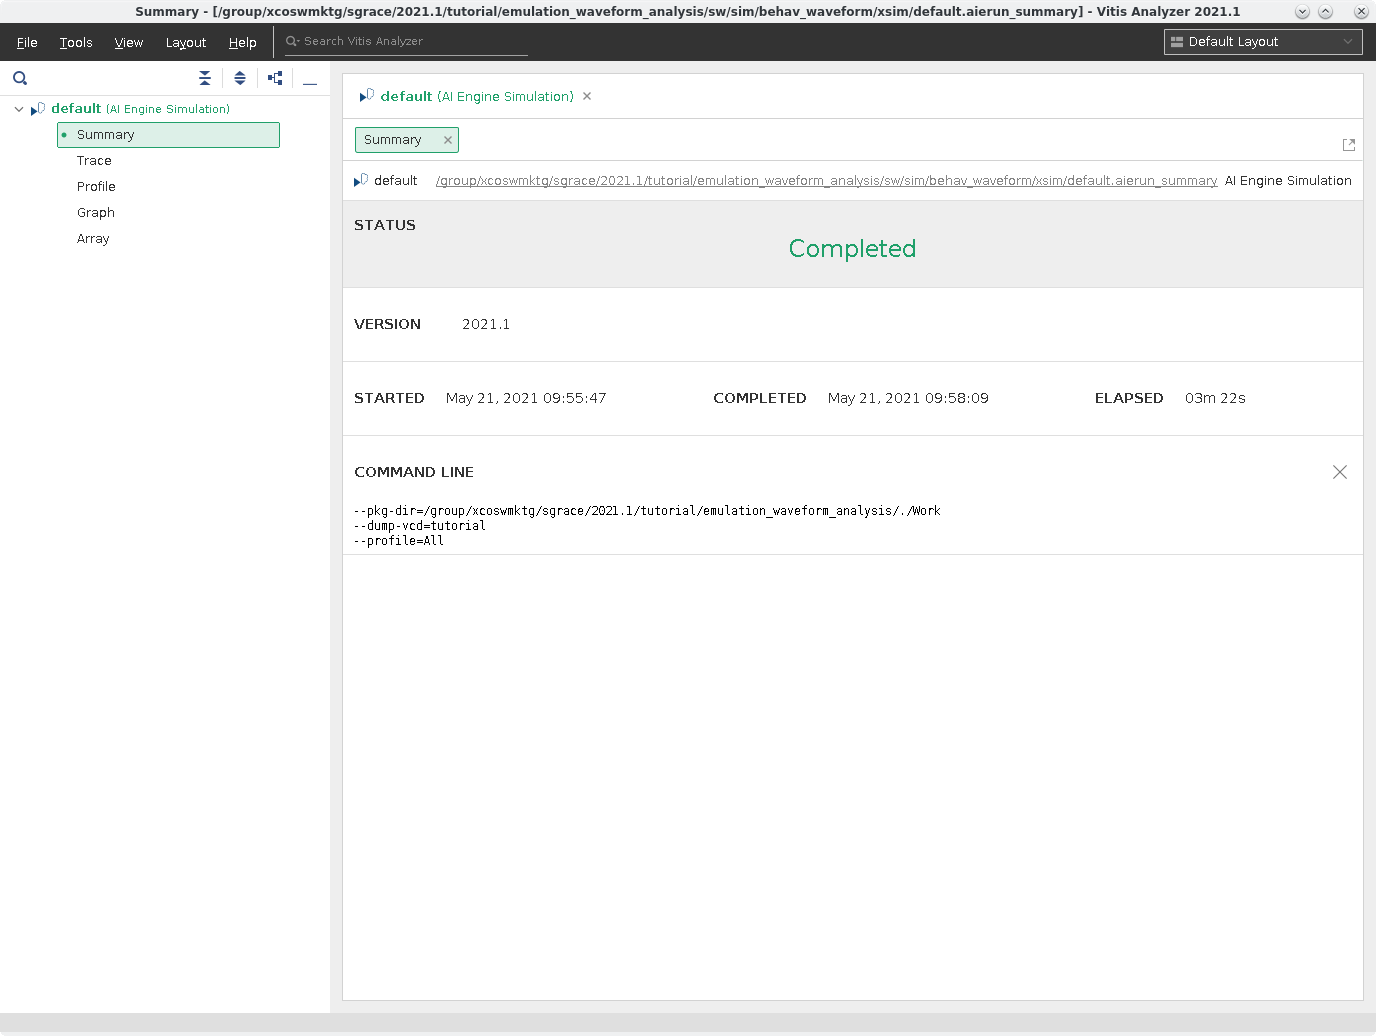 Summary - [/group/xcoswmktg/sgrace/2021.1/tutorial/emulation_waveform_analysis/sw/sim/behav_waveform/xsim/default.aierun_summary] - Vitis Analyzer 2021.1
File Tools View Layout Help Search Vitis Analyzer Default Layout
default (AI Engine Simulation)
Summary
Trace
Profile
Graph
Array
default (AI Engine Simulation)
Summary
default /group/xcoswmktg/sgrace/2021.1/tutorial/emulation_waveform_analysis/sw/sim/behav_waveform/xsim/default.aierun_summary AI Engine Simulation
STATUS
Completed
VERSION 2021.1
STARTED May 21, 2021 09:55:47 COMPLETED May 21, 2021 09:58:09 ELAPSED 03m 22s
COMMAND LINE
--pkg-dir=/group/xcoswmktg/sgrace/2021.1/tutorial/emulation_waveform_analysis/./Work
--dump-vcd=tutorial
--profile=All